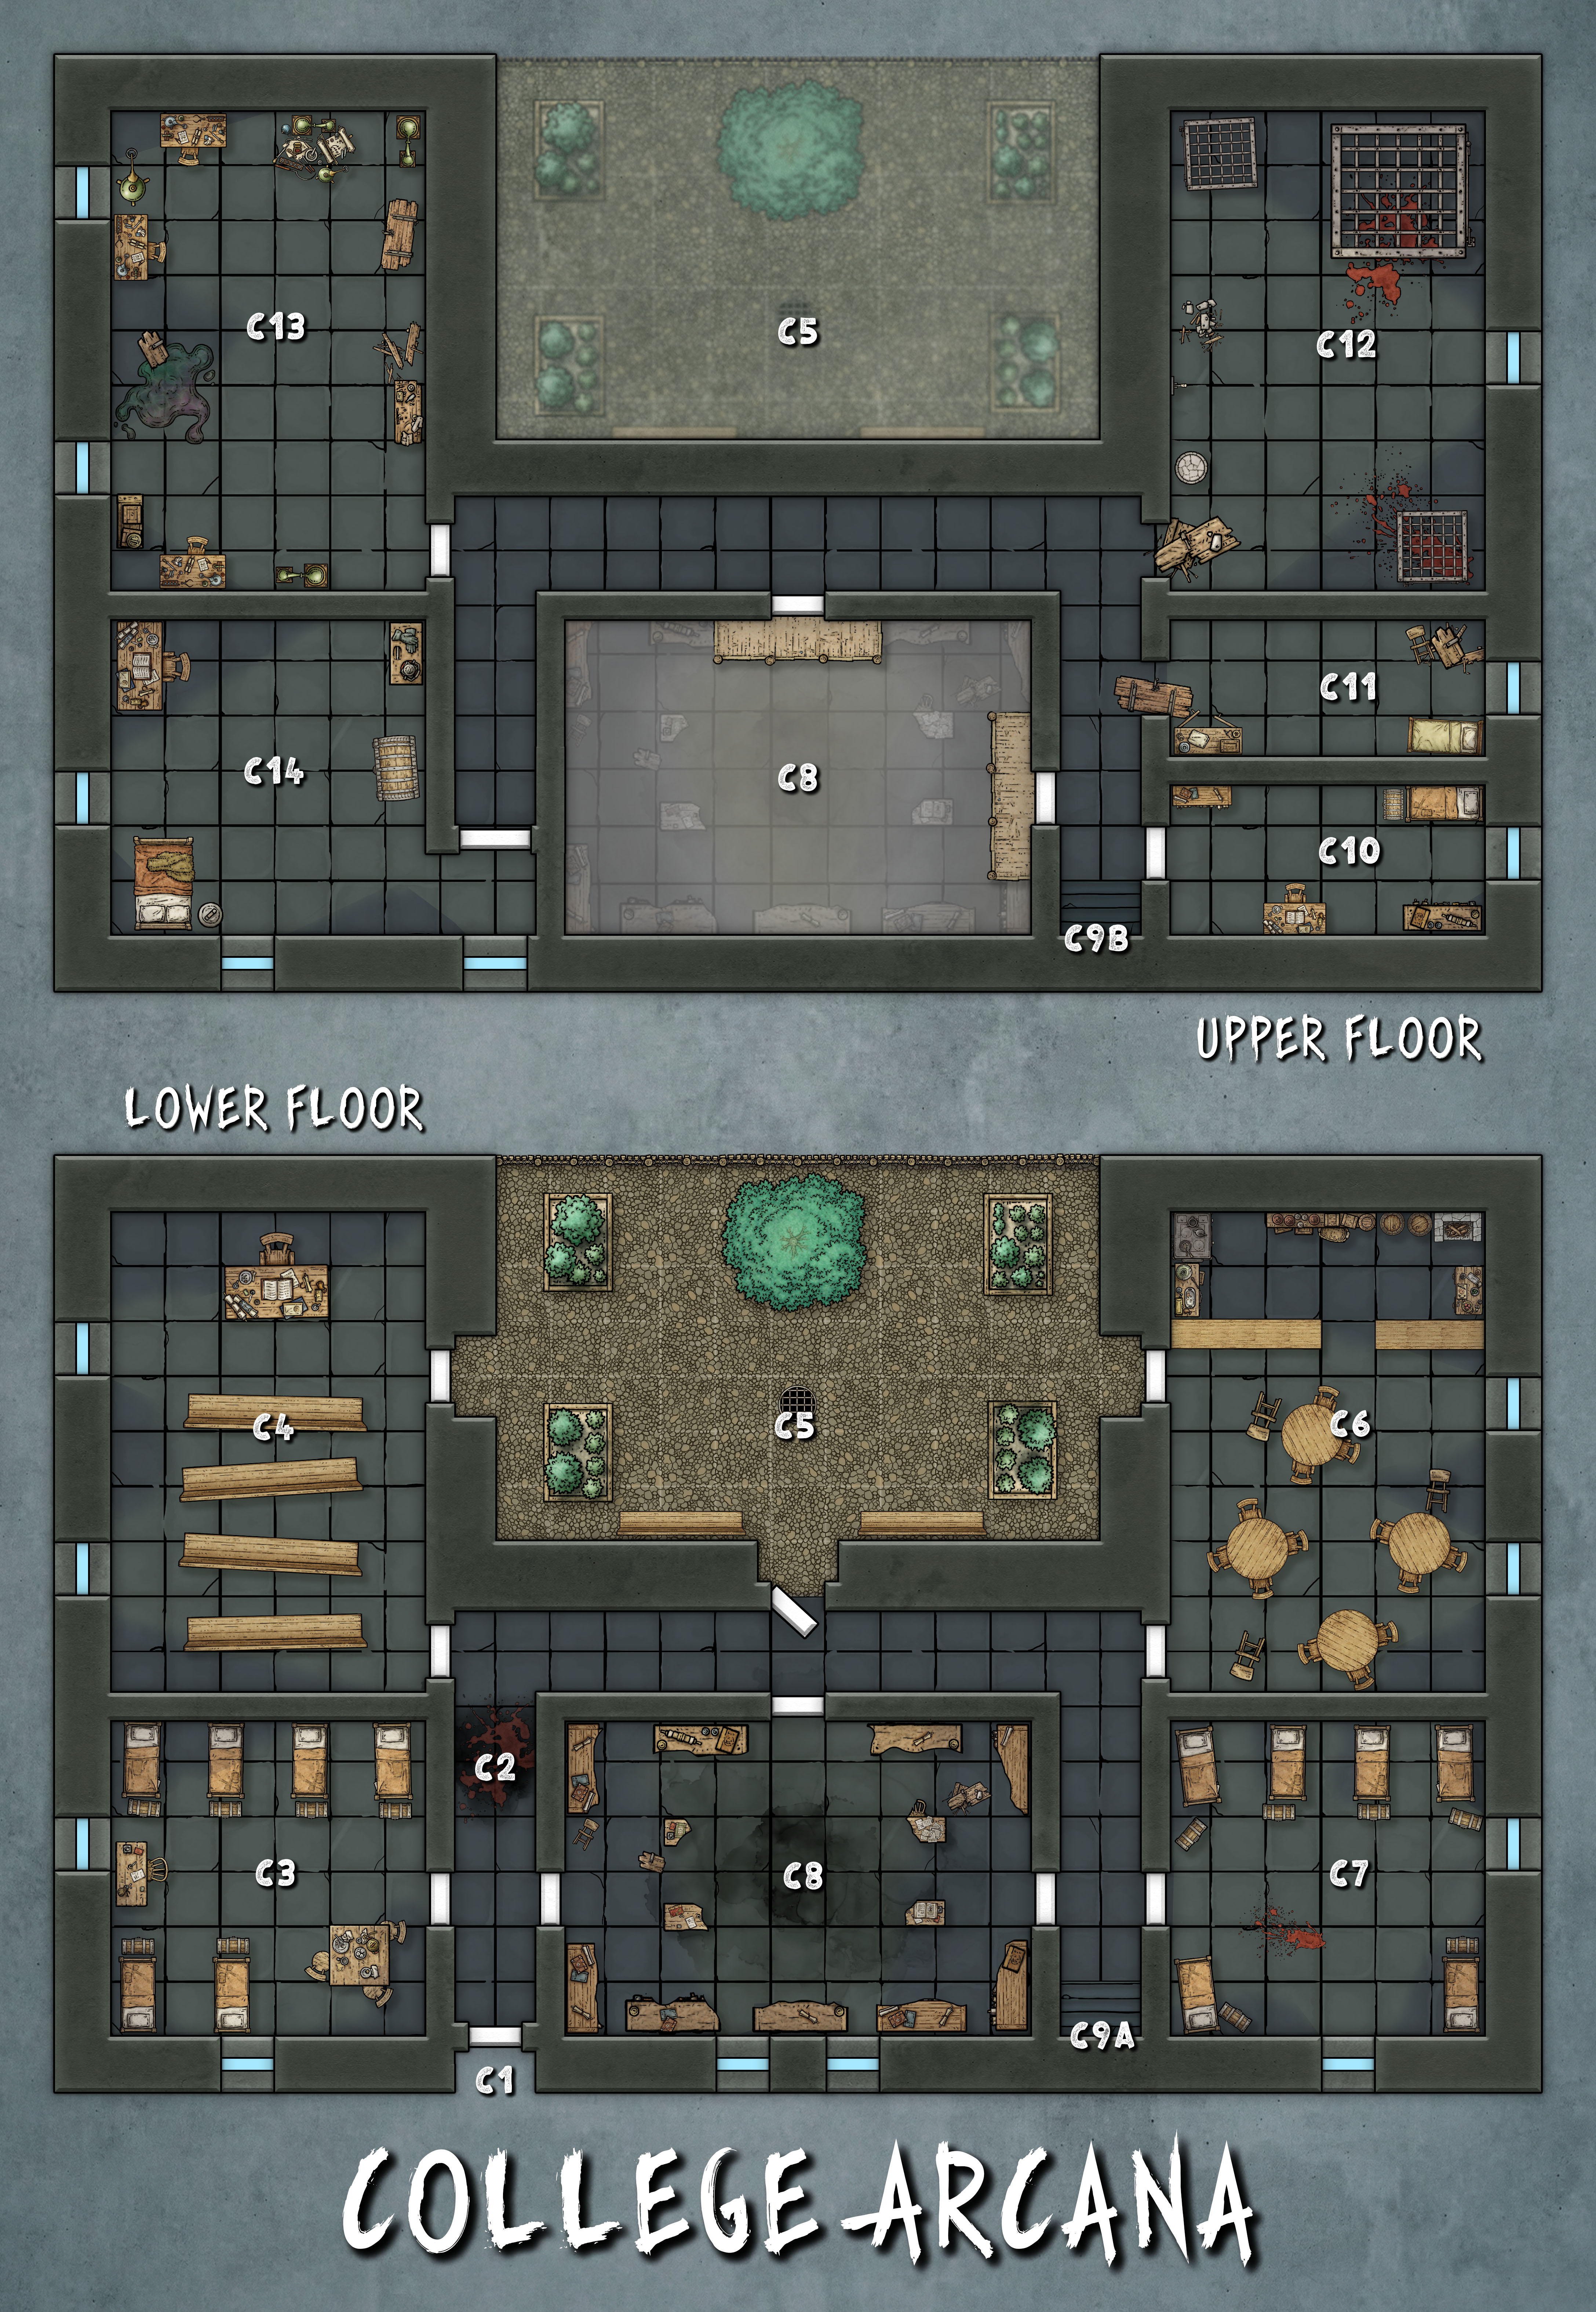 C13
C5
C12
C11
C14
C8
C10
C9B
UPPER FLOOR
LOWER FLOOR
C4
C5
C6
C2
C3
C8
C7
C9A
C1
COLLEGE ARCANA